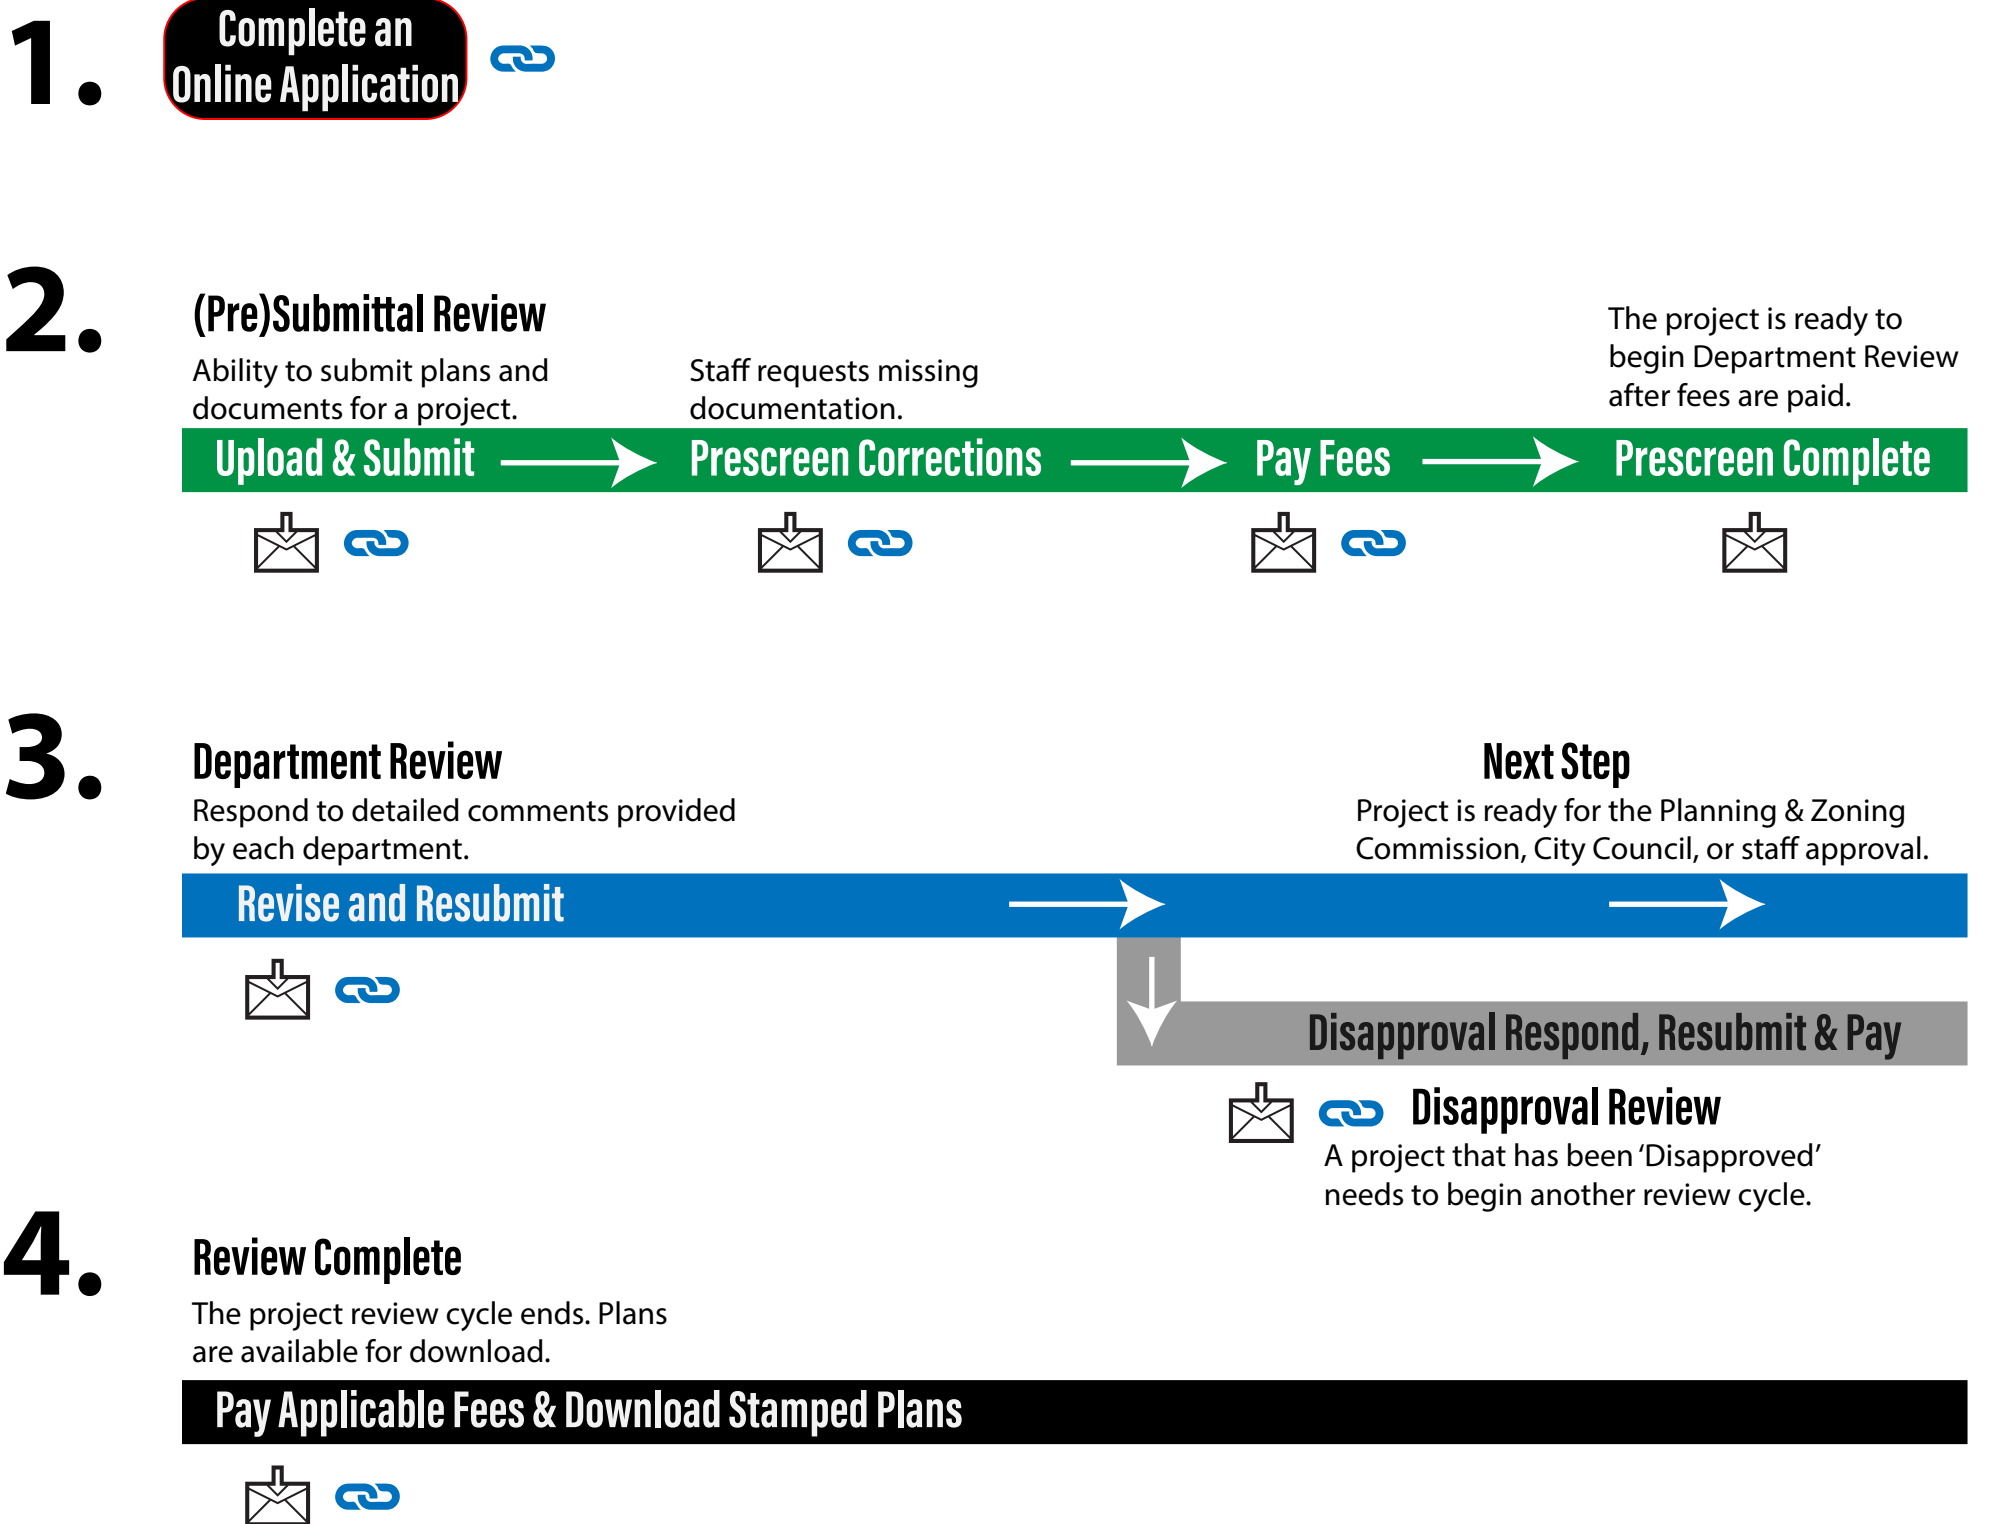 1.
Complete an
Online Application
2.
(Pre)Submittal Review
Ability to submit plans and
documents for a project.
Staff requests missing
documentation.
The project is ready to
begin Department Review
after fees are paid.
Upload & Submit
Prescreen Corrections
Pay Fees
Prescreen Complete
3.
Department Review
Respond to detailed comments provided
by each department.
Next Step
Project is ready for the Planning & Zoning
Commission, City Council, or staff approval.
Revise and Resubmit
Disapproval Respond, Resubmit & Pay
Disapproval Review
A project that has been ‘Disapproved’
needs to begin another review cycle.
4.
Review Complete
The project review cycle ends. Plans
are available for download.
Pay Applicable Fees & Download Stamped Plans